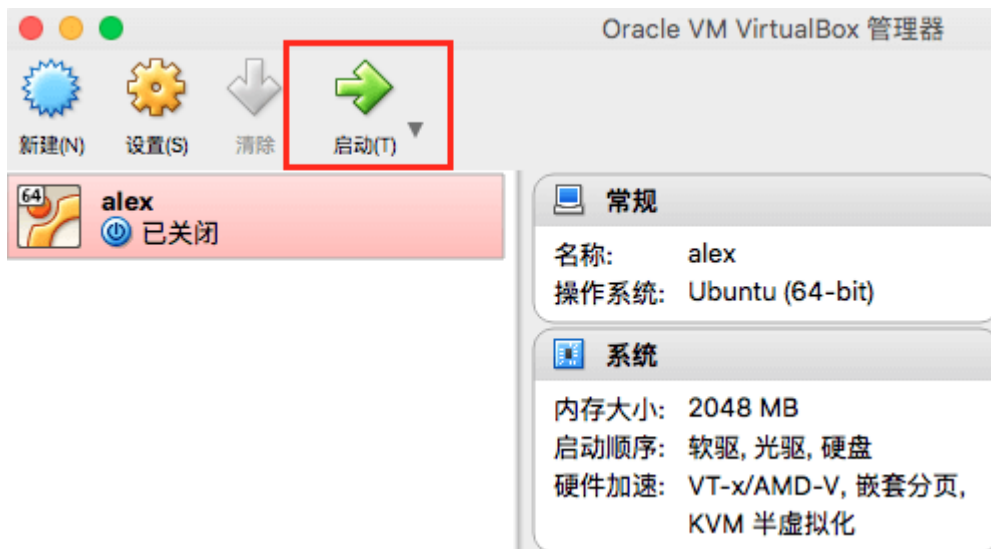 Oracle VM VirtualBox 管理器
新建(N) 设置(S) 清除 启动(T)
64
alex
已关闭
常规
名称: alex
操作系统: Ubuntu (64-bit)
系统
内存大小: 2048 MB
启动顺序: 软驱, 光驱, 硬盘
硬件加速: VT-x/AMD-V, 嵌套分页,
KVM 半虚拟化